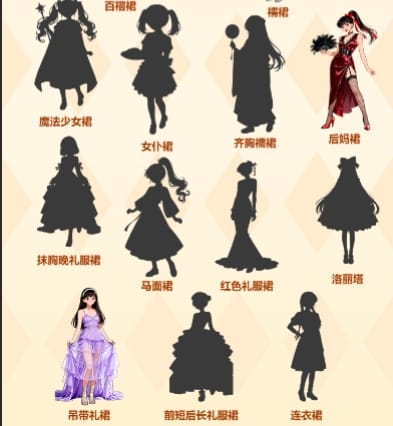 百褶裙
襦裙
魔法少女裙
女仆裙
齐胸襦裙
后妈裙
抹胸晚礼服裙
马面裙
红色礼服裙
洛丽塔
吊带礼裙
前短后长礼服裙
连衣裙